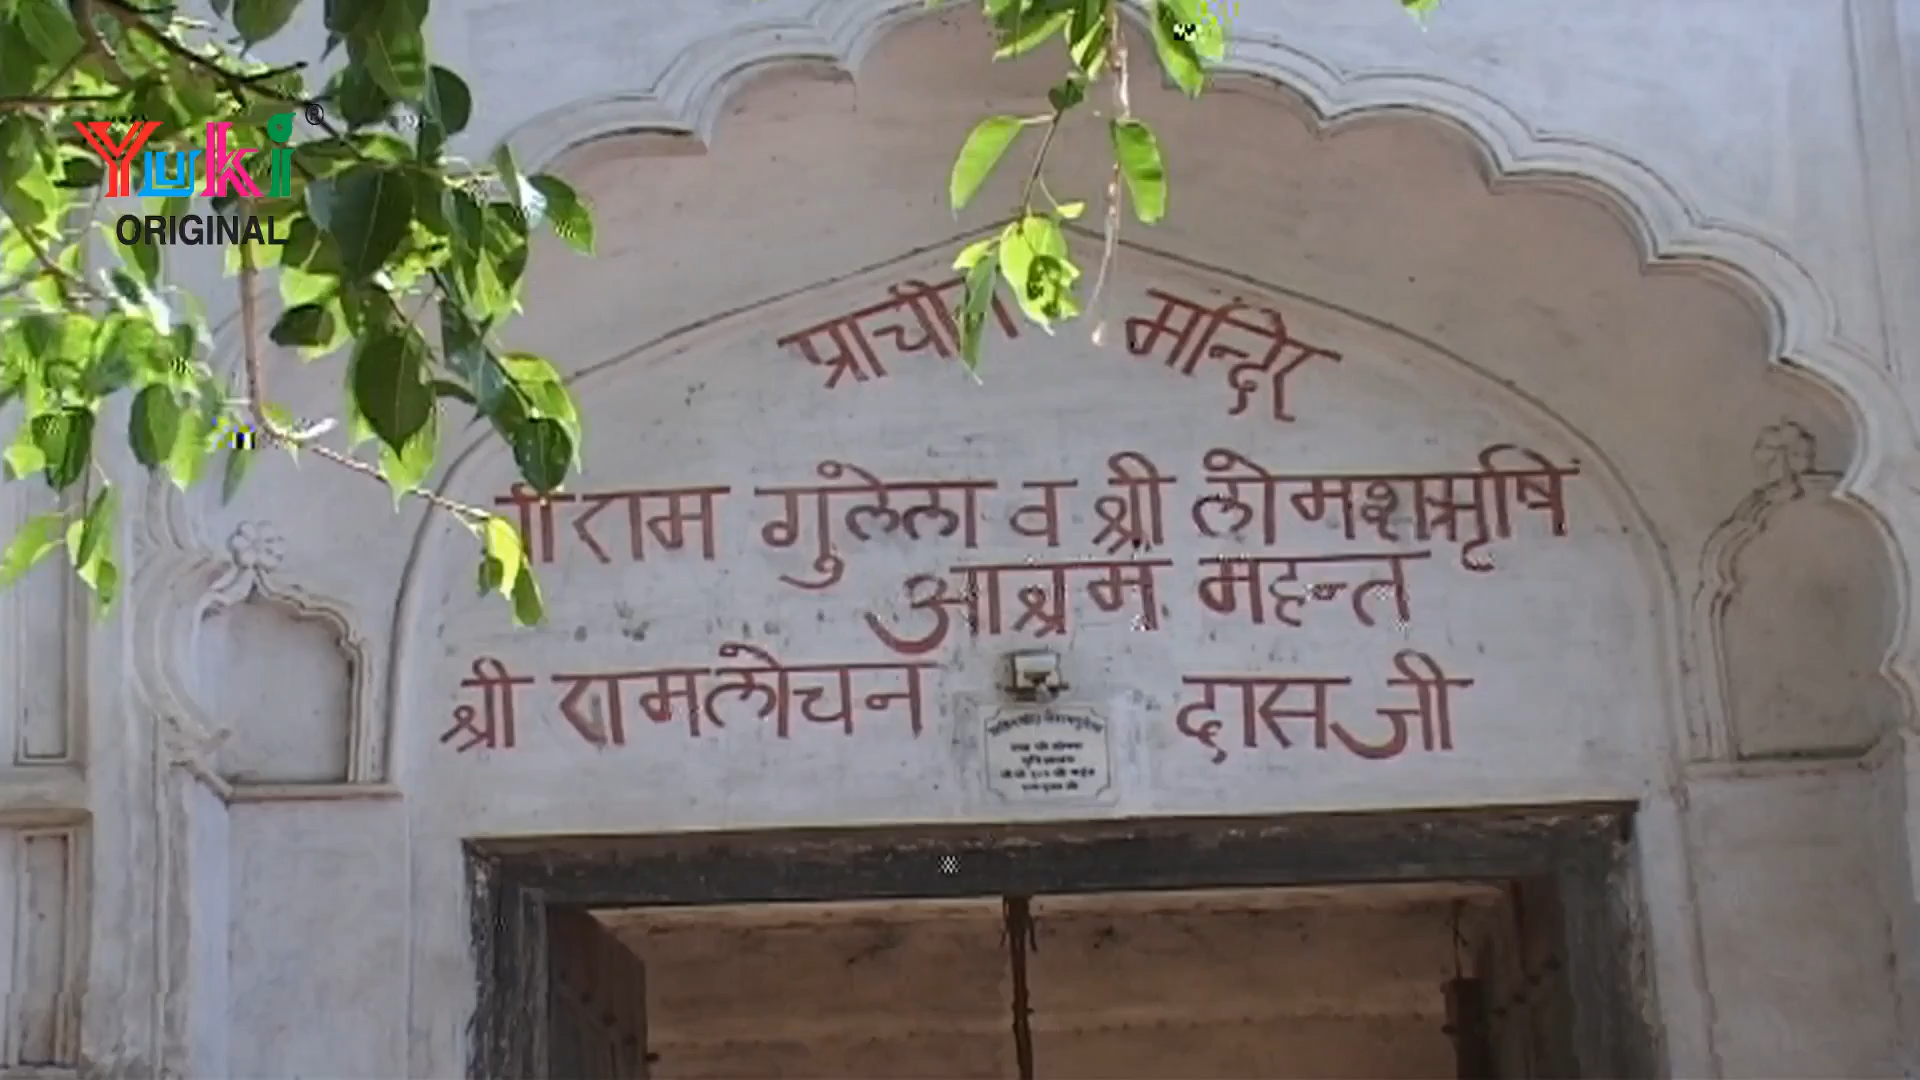 Yuki®
ORIGINAL
प्राचीन मन्दिर
राम गुलेला व श्री लोमशऋषि
आश्रम महन्त
श्री रामलोचन दासजी